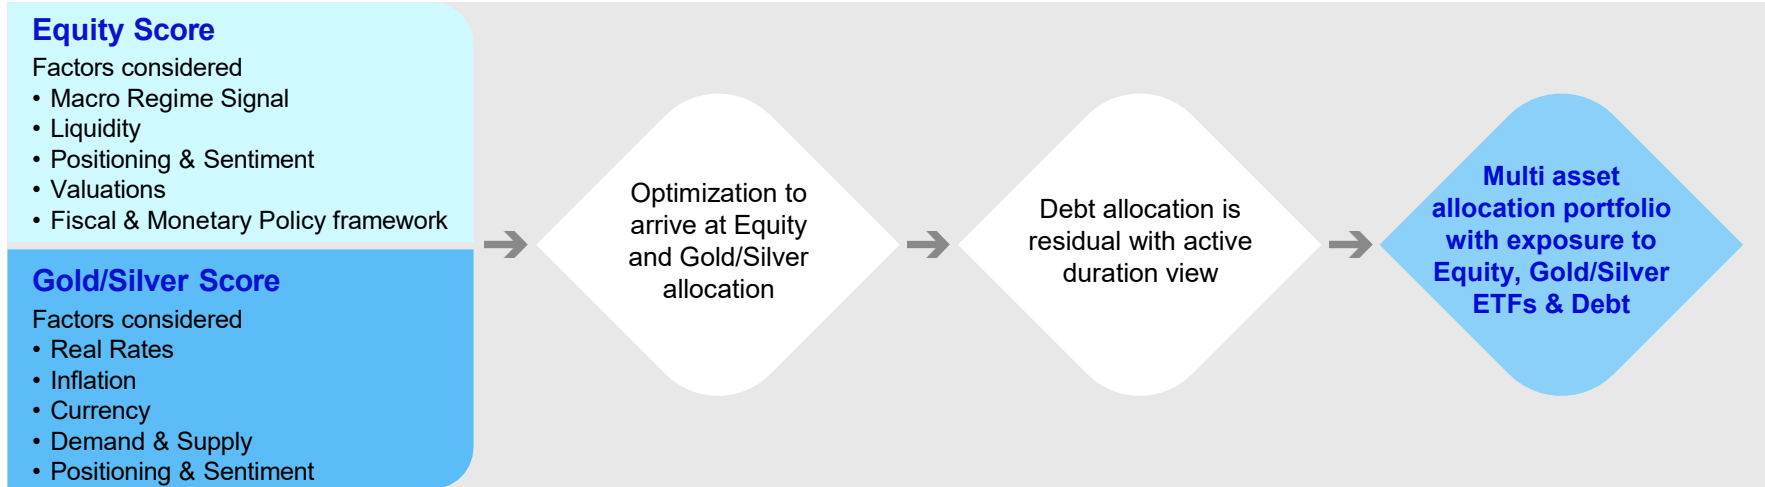 Equity Score
Factors considered
• Macro Regime Signal
• Liquidity
• Positioning & Sentiment
• Valuations
• Fiscal & Monetary Policy framework
Gold/Silver Score
Factors considered
• Real Rates
• Inflation
• Currency
• Demand & Supply
• Positioning & Sentiment
Optimization to
arrive at Equity
and Gold/Silver
allocation
Debt allocation is
residual with active
duration view
Multi asset
allocation portfolio
with exposure to
Equity, Gold/Silver
ETFs & Debt